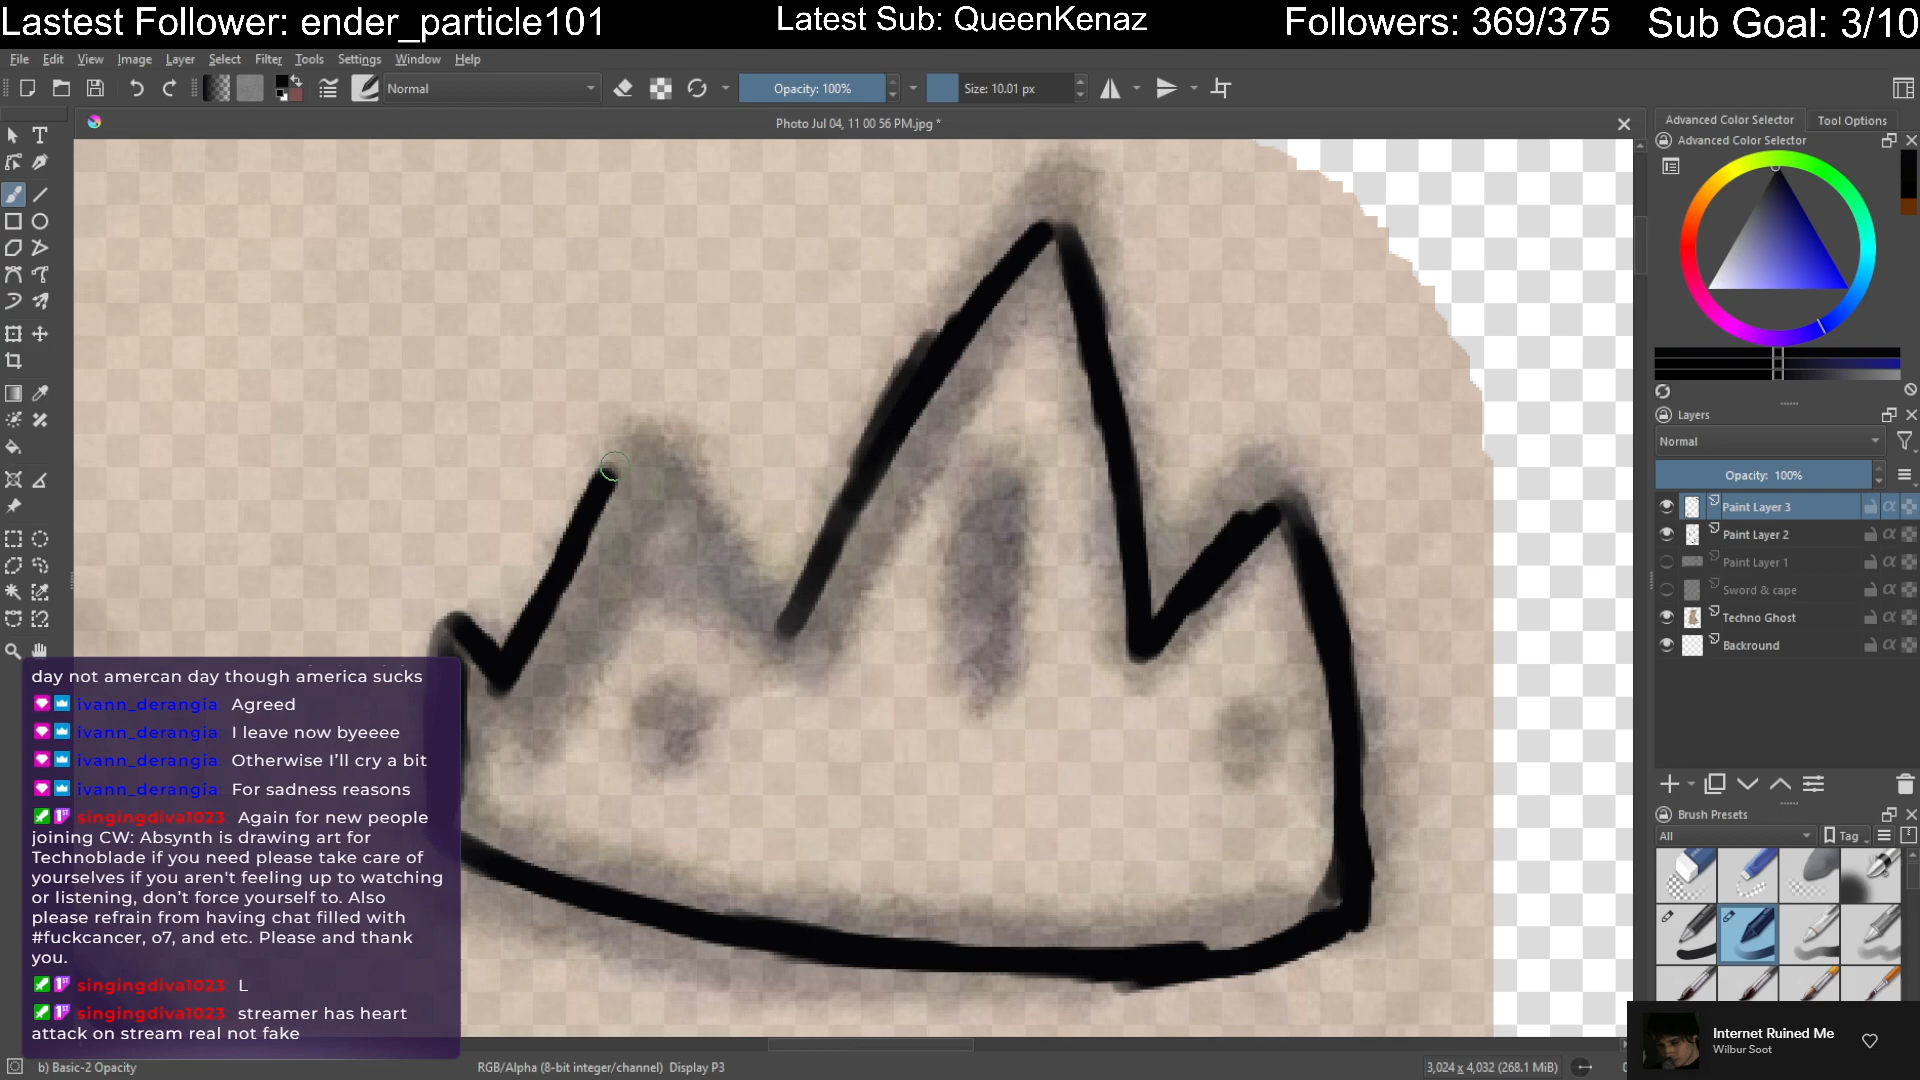 Lastest Follower: ender_particle101
Latest Sub: QueenKenaz
Followers: 369/375
Sub Goal: 3/10
File Edit View Image Layer Select Filter Tools Settings Window Help
Normal
Opacity: 100%
Size: 10.01 px
Photo Jul 04, 11 00 56 PM.jpg *
Advanced Color Selector
Tool Options
Advanced Color Selector
Layers
Normal
Opacity: 100%
Paint Layer 3
Paint Layer 2
Paint Layer 1
Sword & cape
Techno Ghost
Backround
Brush Presets
All
Tag
day not amercan day though america sucks
ivann_derangia: Agreed
ivann_derangia: I leave now byeeee
ivann_derangia: Otherwise I'll cry a bit
ivann_derangia: For sadness reasons
singingdiva1023: Again for new people
joining CW: Absynth is drawing art for
Technoblade if you need please take care of
yourselves if you aren't feeling up to watching
or listening, don't force yourself to. Also
please refrain from having chat filled with
#fuckcancer, o7, and etc. Please and thank
you.
singingdiva1023: L
singingdiva1023: streamer has heart
attack on stream real not fake
Internet Ruined Me
Wilbur Soot
b) Basic-2 Opacity
RGB/Alpha (8-bit integer/channel) Display P3
3,024 x 4,032 (268.1 MiB)